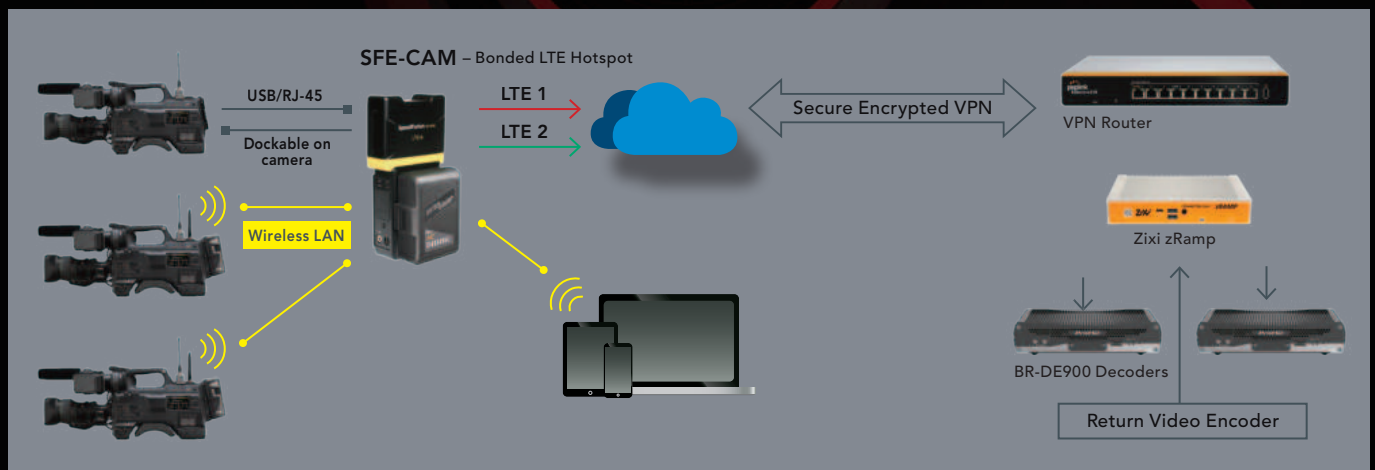 SFE-CAM – Bonded LTE Hotspot
USB/RJ-45
Dockable on
camera
LTE 1
LTE 2
Secure Encrypted VPN
VPN Router
Wireless LAN
Zixi zRamp
BR-DE900 Decoders
Return Video Encoder